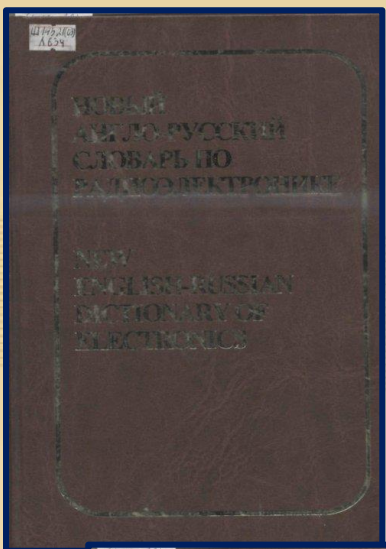 НОВЫЙ
АНГЛО-РУССКИЙ
СЛОВАРЬ ПО
РАДИОЭЛЕКТРОНИКЕ
NEW
ENGLISH-RUSSIAN
DICTIONARY OF
ELECTRONICS